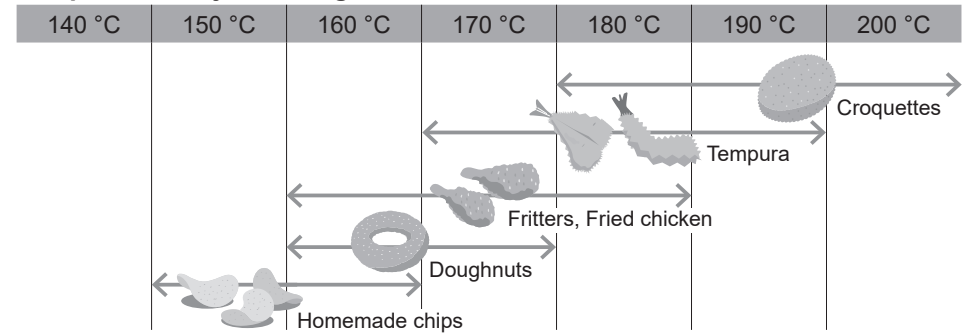 140 °C 150 °C 160 °C 170 °C 180 °C 190 °C 200 °C
Croquettes
Tempura
Fritters, Fried chicken
Doughnuts
Homemade chips